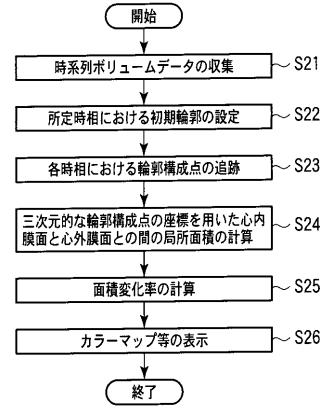 開始
時系列ボリュームデータの収集 S21
所定時相における初期輪郭の設定 S22
各時相における輪郭構成点の追跡 S23
三次元的な輪郭構成点の座標を用いた心内
膜面と心外膜面との間の局所面積の計算 S24
面積変化率の計算 S25
カラーマップ等の表示 S26
終了